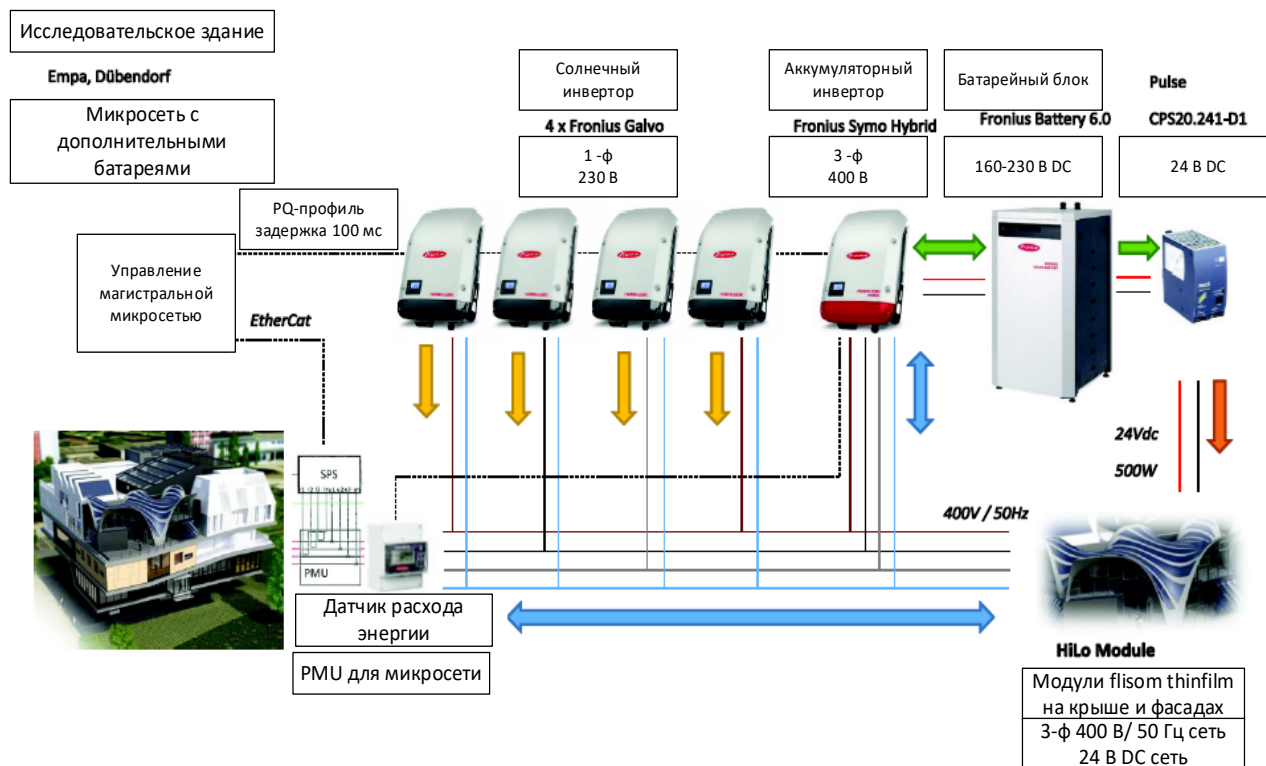 Исследовательское здание
Empa, Dübendorf
Микросеть с
дополнительными
батареями
Солнечный
инвертор
4 x Fronius Galvo
1 -ф
230 В
Аккумуляторный
инвертор
Fronius Symo Hybrid
3 -ф
400 В
Батарейный блок
Fronius Battery 6.0
160-230 В DC
Pulse
CPS20.241-D1
24 В DC
PQ-профиль
задержка 100 мс
Управление
магистральной
микросетью
EtherCat
SPS
PMU
Датчик расхода
энергии
PMU для микросети
400V / 50Hz
24Vdc
500W
HiLo Module
Модули flisom thinfilm
на крыше и фасадах
3-ф 400 В/ 50 Гц сеть
24 В DC сеть